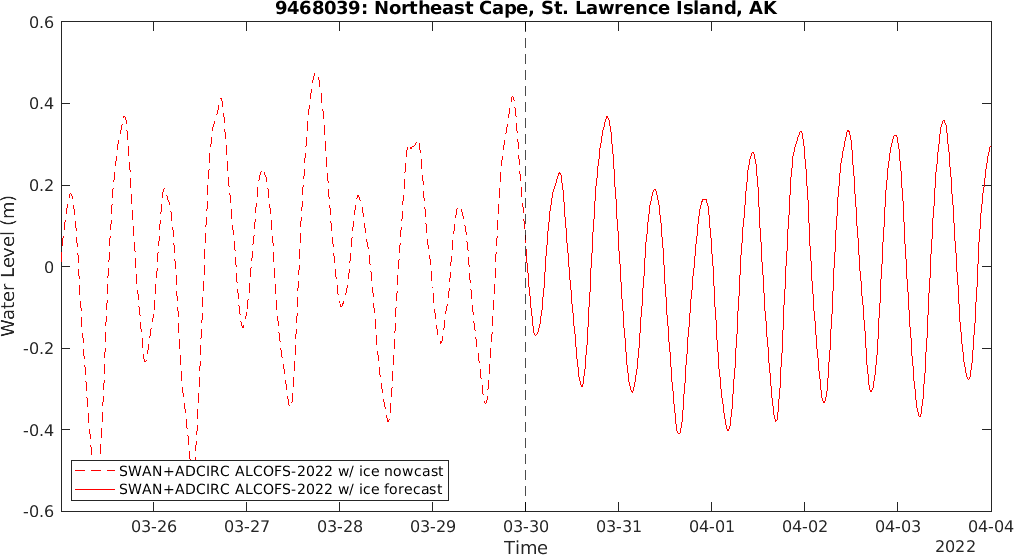 9468039: Northeast Cape, St. Lawrence Island, AK
0.6
0.4
0.2
0
-0.2
-0.4
-0.6
Water Level (m)
SWAN+ADCIRC ALCOFS-2022 w/ ice nowcast
SWAN+ADCIRC ALCOFS-2022 w/ ice forecast
03-26 03-27 03-28 03-29 03-30 03-31 04-01 04-02 04-03 04-04
Time
2022